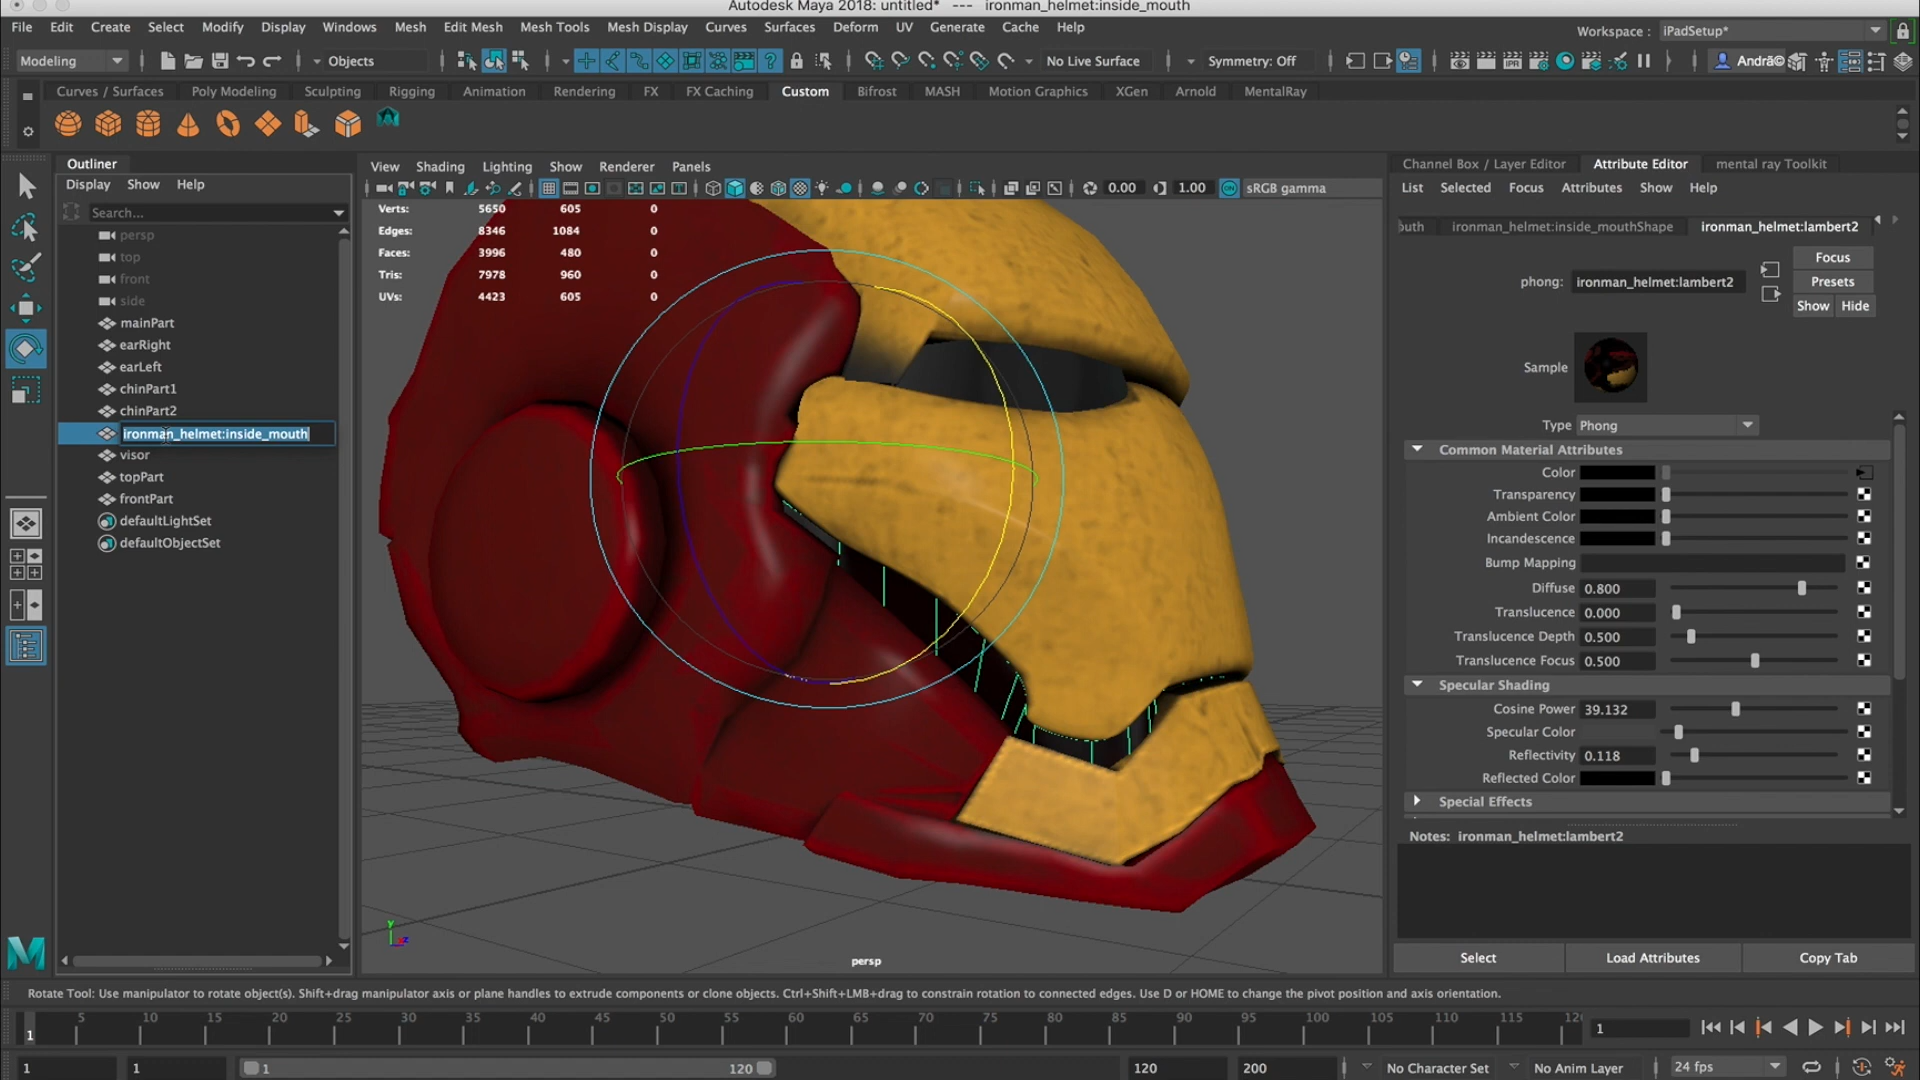 Autodesk Maya 2018: untitled* --- ironman_helmet:inside_mouth
File Edit Create Select Modify Display Windows Mesh Edit Mesh Mesh Tools Mesh Display Curves Surfaces Deform UV Generate Cache Help
Workspace : iPadSetup*
Modeling Objects No Live Surface Symmetry: Off IPR Andrã©
Curves / Surfaces Poly Modeling Sculpting Rigging Animation Rendering FX FX Caching Custom Bifrost MASH Motion Graphics XGen Arnold MentalRay
Outliner
Display Show Help
Search...
persp
top
front
side
mainPart
earRight
earLeft
chinPart1
chinPart2
ironman_helmet:inside_mouth
visor
topPart
frontPart
defaultLightSet
defaultObjectSet
View Shading Lighting Show Renderer Panels
0.00 1.00 ON sRGB gamma
Verts: 5650 605 0
Edges: 8346 1084 0
Faces: 3996 480 0
Tris: 7978 960 0
UVs: 4423 605 0
y
z
persp
Channel Box / Layer Editor Attribute Editor mental ray Toolkit
List Selected Focus Attributes Show Help
outh ironman_helmet:inside_mouthShape ironman_helmet:lambert2
Focus
phong: ironman_helmet:lambert2 Presets
Show Hide
Sample
Type Phong
Common Material Attributes
Color
Transparency
Ambient Color
Incandescence
Bump Mapping
Diffuse 0.800
Translucence 0.000
Translucence Depth 0.500
Translucence Focus 0.500
Specular Shading
Cosine Power 39.132
Specular Color
Reflectivity 0.118
Reflected Color
Special Effects
Notes: ironman_helmet:lambert2
Select Load Attributes Copy Tab
Rotate Tool: Use manipulator to rotate object(s). Shift+drag manipulator axis or plane handles to extrude components or clone objects. Ctrl+Shift+LMB+drag to constrain rotation to connected edges. Use D or HOME to change the pivot position and axis orientation.
1 5 10 15 20 25 30 35 40 45 50 55 60 65 70 75 80 85 90 95 100 105 110 115 12 1
1 1 1 120 120 200 No Character Set No Anim Layer 24 fps